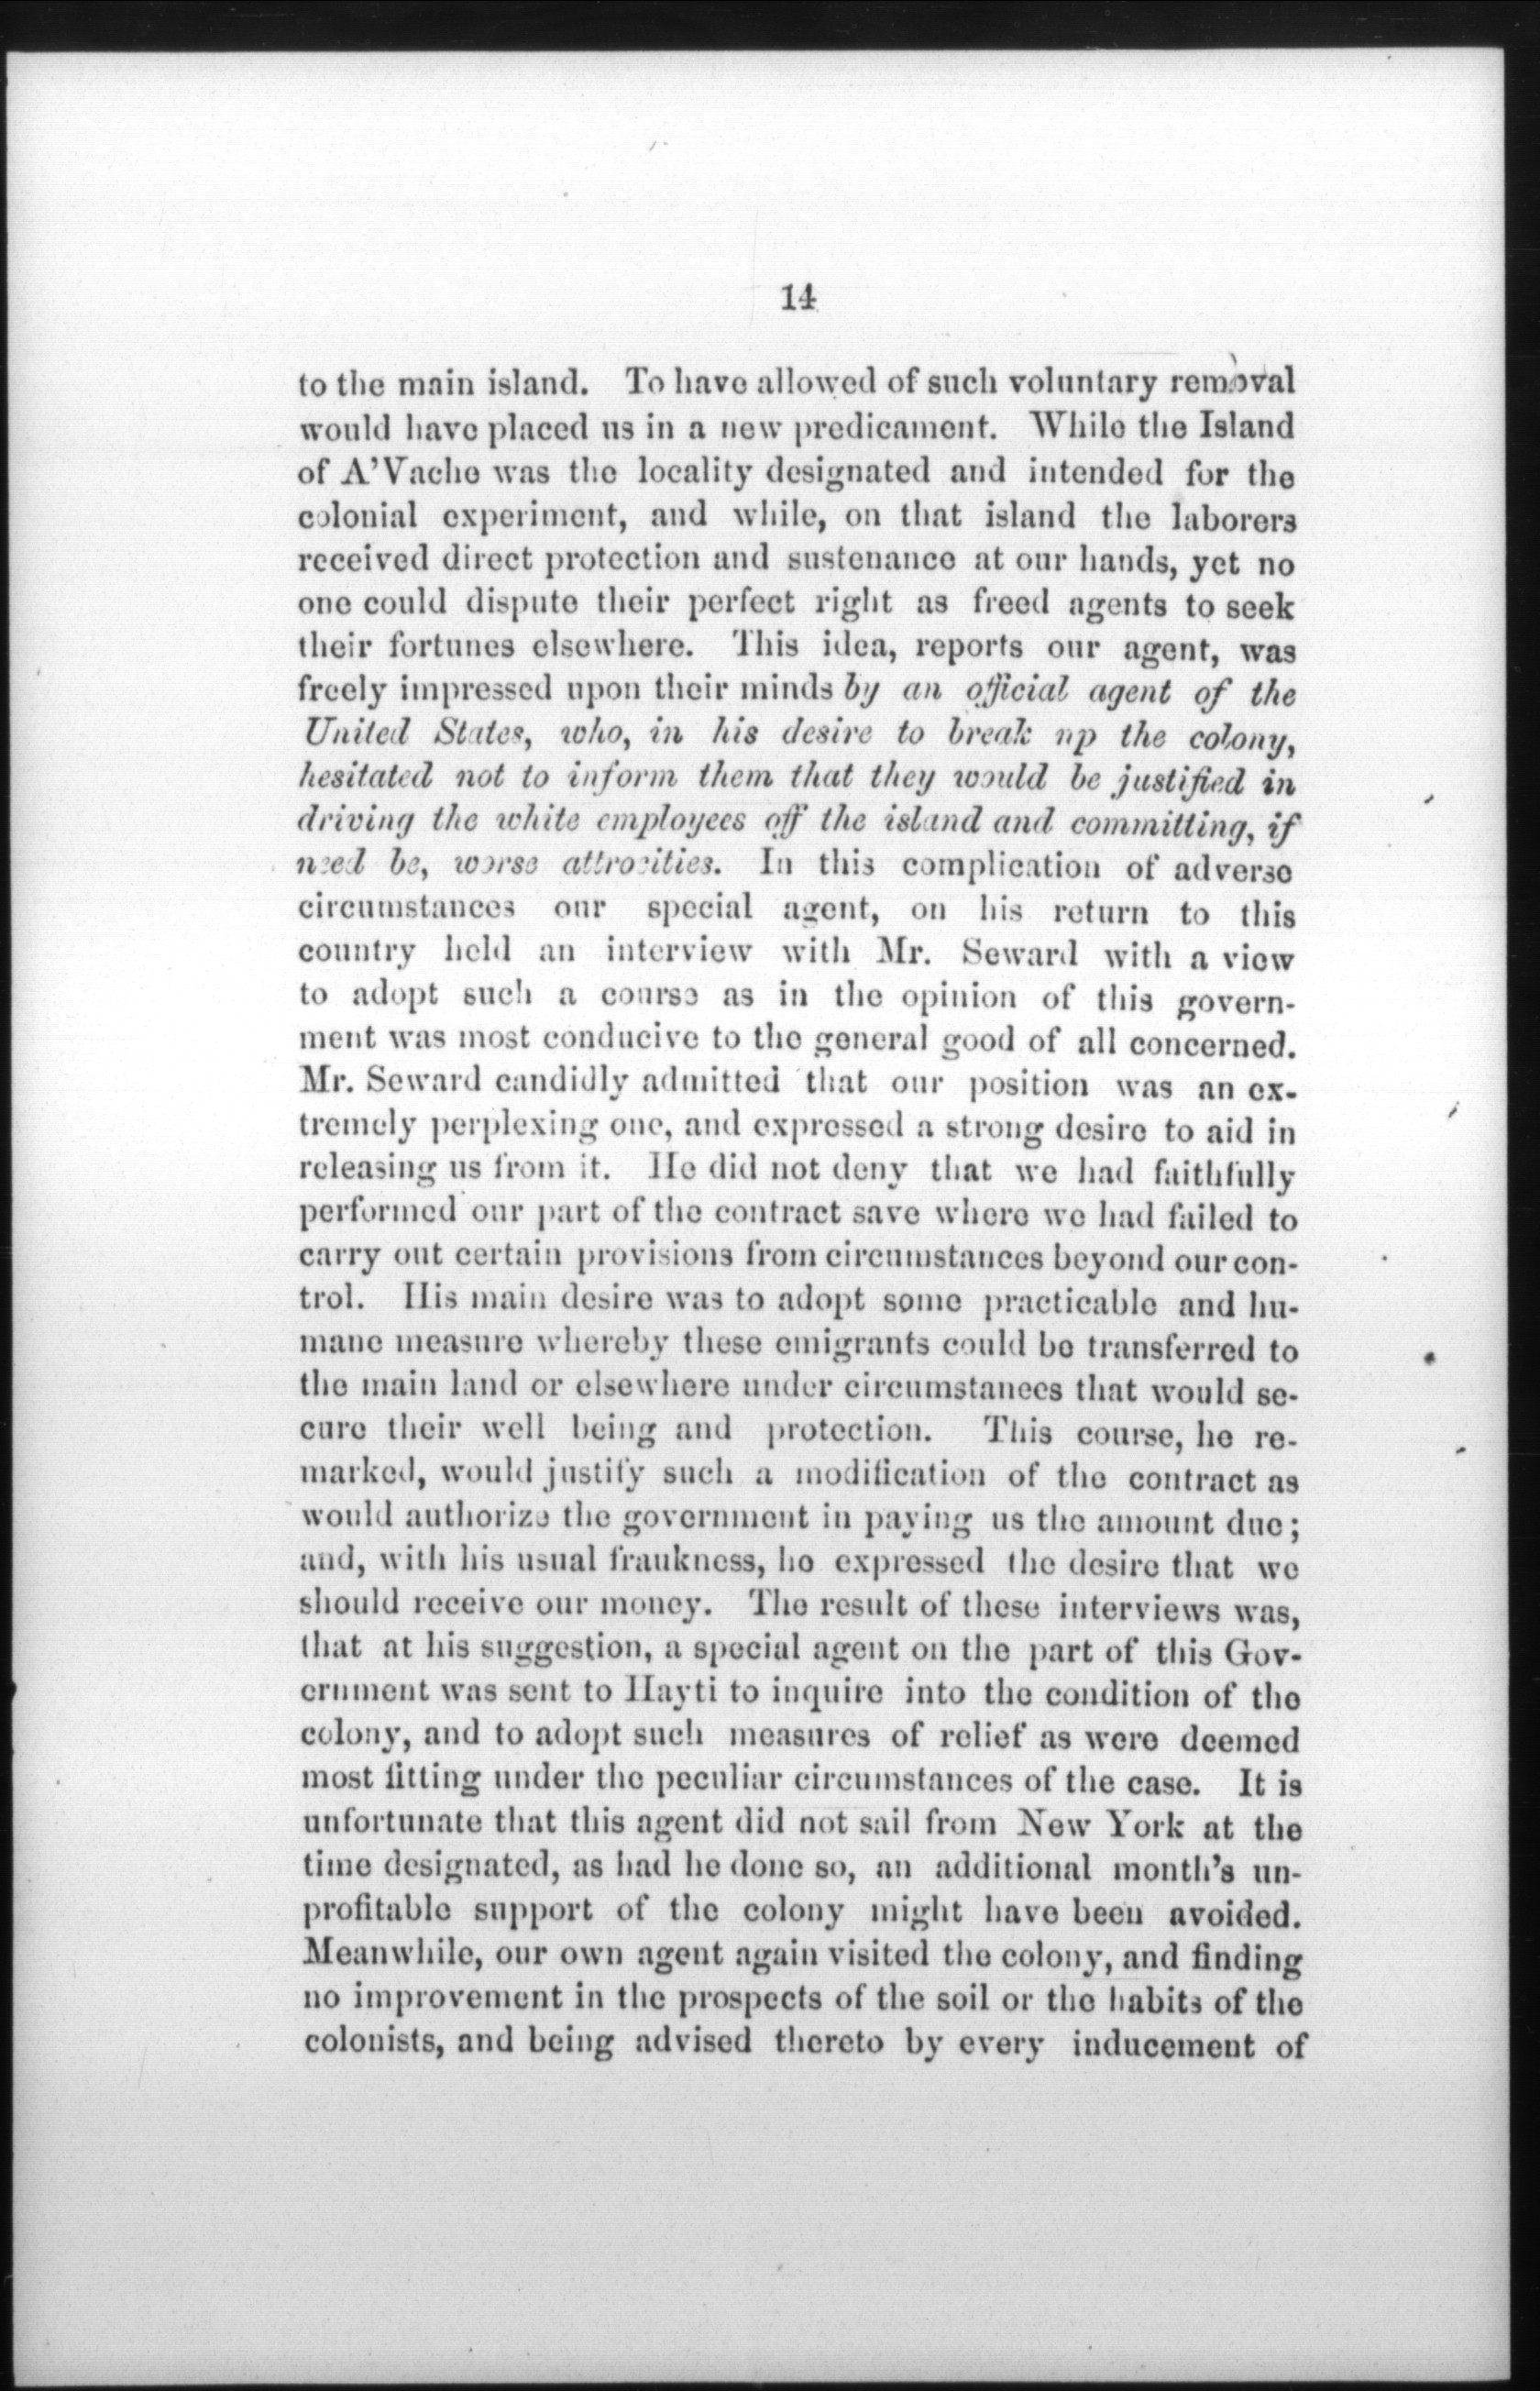 14
to the main island. To have allowed of such voluntary removal
would have placed us in a new predicament. While the Island
of A'Vache was the locality designated and intended for the
colonial experiment, and while, on that island the laborers
received direct protection and sustenance at our hands, yet no
one could dispute their perfect right as freed agents to seek
their fortunes elsewhere. This idea, reports our agent, was
freely impressed upon their minds by an official agent of the
United States, who, in his desire to break up the colony,
hesitated not to inform them that they would be justified in
driving the white employees off the island and committing, if
need be, worse attrocities. In this complication of adverse
circumstances our special agent, on his return to this
country held an interview with Mr. Seward with a view
to adopt such a course as in the opinion of this govern-
ment was most conducive to the general good of all concerned.
Mr. Seward candidly admitted that our position was an ex-
tremely perplexing one, and expressed a strong desire to aid in
releasing us from it. He did not deny that we had faithfully
performed our part of the contract save where we had failed to
carry out certain provisions from circumstances beyond our con-
trol. His main desire was to adopt some practicable and hu-
mane measure whereby these emigrants could be transferred to
the main land or elsewhere under circumstances that would se-
cure their well being and protection. This course, he re-
marked, would justify such a modification of the contract as
would authorize the government in paying us the amount due;
and, with his usual fraukness, he expressed the desire that we
should receive our money. The result of these interviews was,
that at his suggestion, a special agent on the part of this Gov-
ernment was sent to Hayti to inquire into the condition of the
colony, and to adopt such measures of relief as were deemed
most fitting under the peculiar circumstances of the case. It is
unfortunate that this agent did not sail from New York at the
time designated, as had he done so, an additional month's un-
profitable support of the colony might have been avoided.
Meanwhile, our own agent again visited the colony, and finding
no improvement in the prospects of the soil or the habits of the
colonists, and being advised thereto by every inducement of